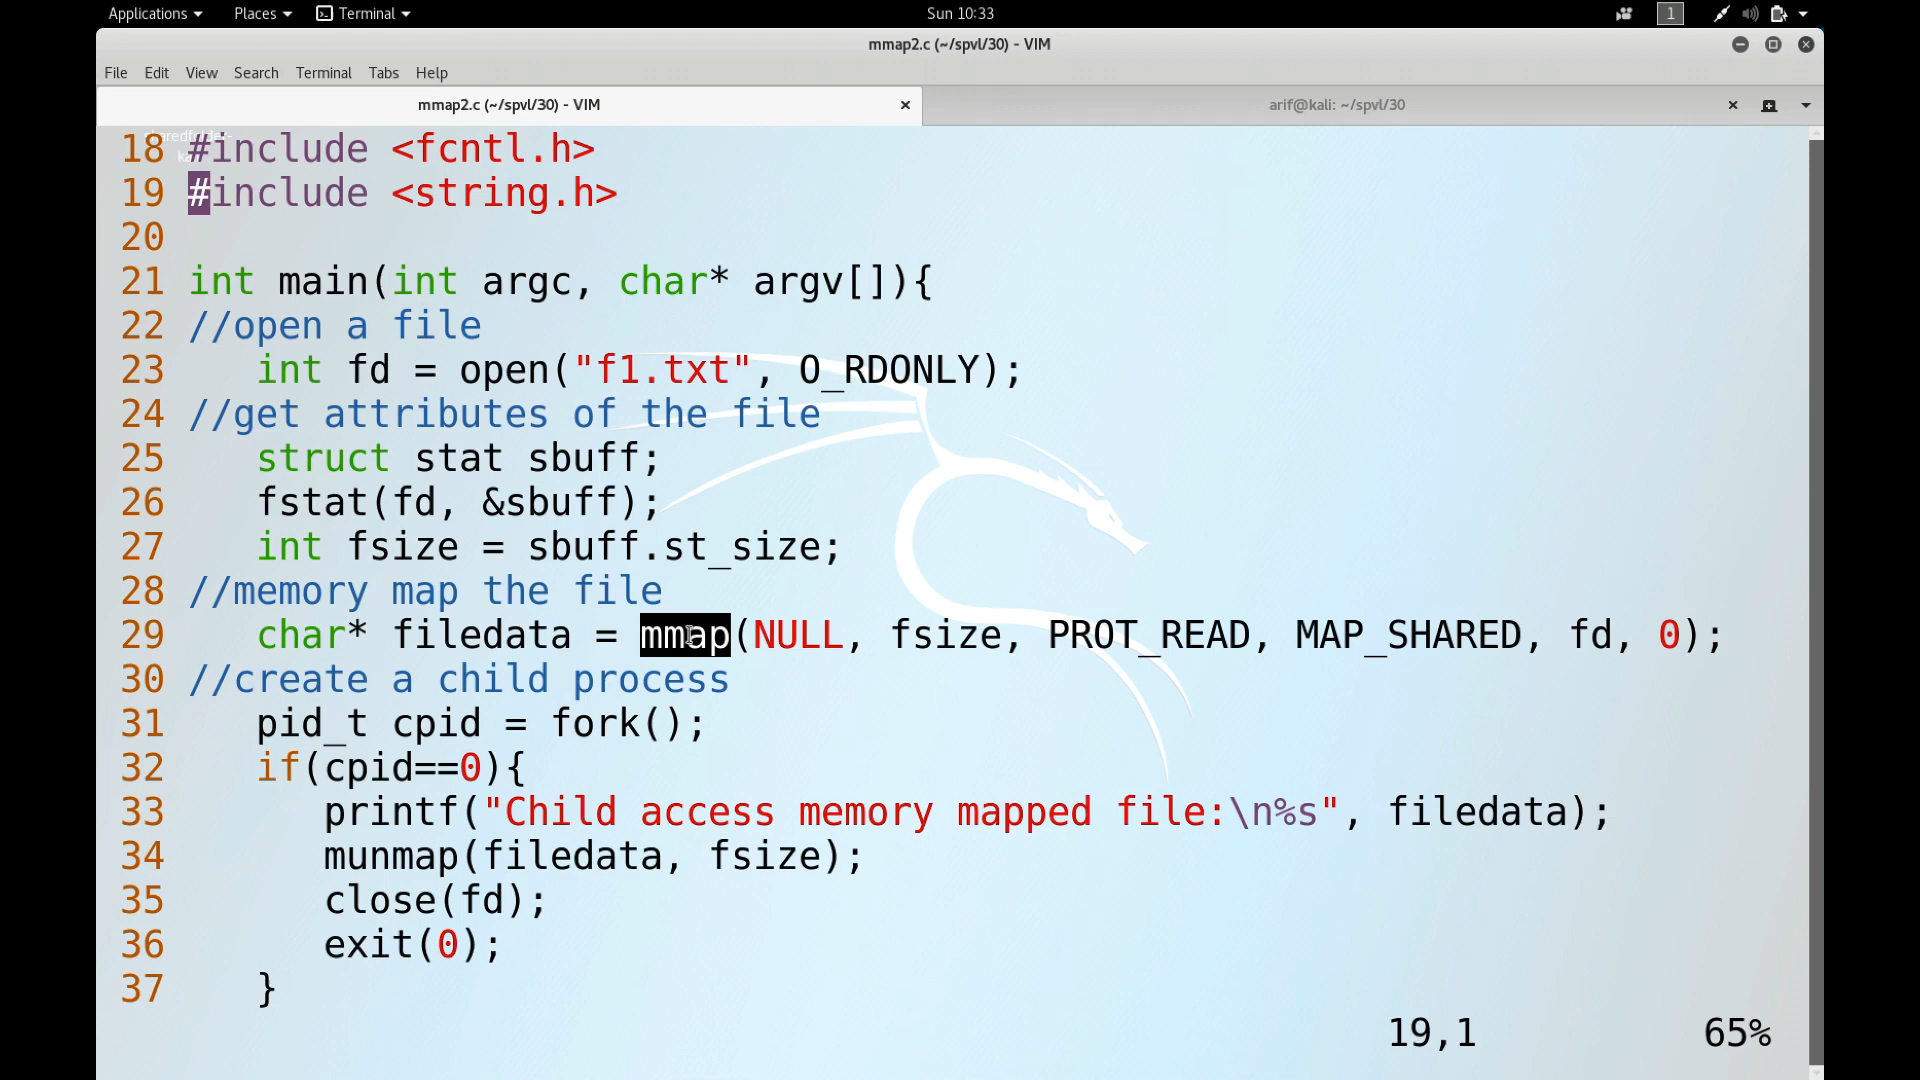 Applications Places Terminal Sun 10:33 1
mmap2.c (~/spvl/30) - VIM
File Edit View Search Terminal Tabs Help
mmap2.c (~/spvl/30) - VIM arif@kali: ~/spvl/30
18 #include <fcntl.h>
19 #include <string.h>
20
21 int main(int argc, char* argv[]){
22 //open a file
23    int fd = open("f1.txt", O_RDONLY);
24 //get attributes of the file
25    struct stat sbuff;
26    fstat(fd, &sbuff);
27    int fsize = sbuff.st_size;
28 //memory map the file
29    char* filedata = mmap(NULL, fsize, PROT_READ, MAP_SHARED, fd, 0);
30 //create a child process
31    pid_t cpid = fork();
32    if(cpid==0){
33       printf("Child access memory mapped file:\n%s", filedata);
34       munmap(filedata, fsize);
35       close(fd);
36       exit(0);
37    }
19,1 65%